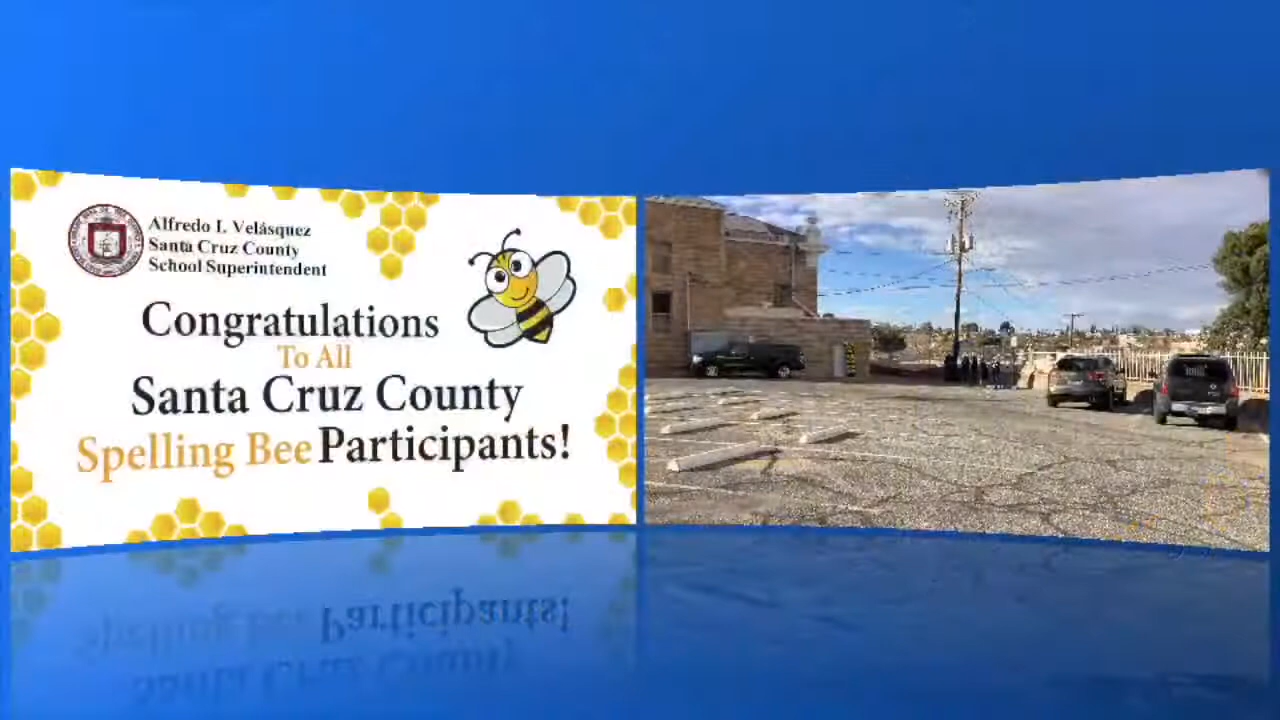 Alfredo I. Velásquez
Santa Cruz County
School Superintendent
Congratulations
To All
Santa Cruz County
Spelling Bee Participants!